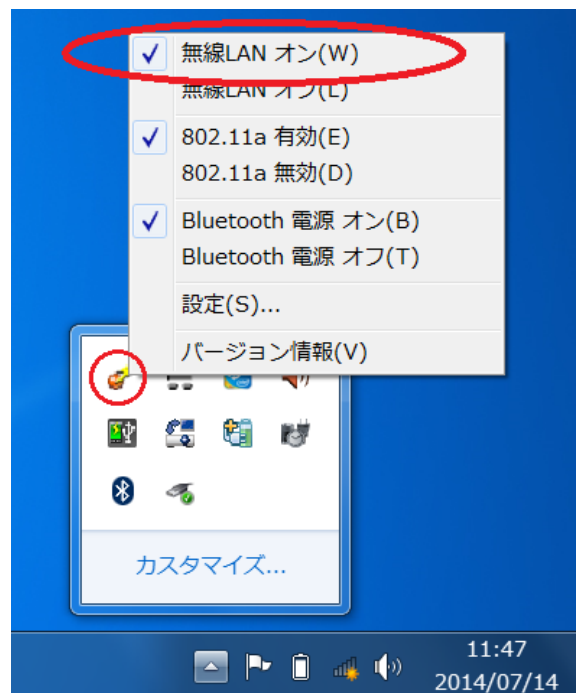 無線LAN オン(W)
無線LAN オフ(L)
802.11a 有効(E)
802.11a 無効(D)
Bluetooth 電源 オン(B)
Bluetooth 電源 オフ(T)
設定(S)...
バージョン情報(V)
カスタマイズ...
11:47
2014/07/14